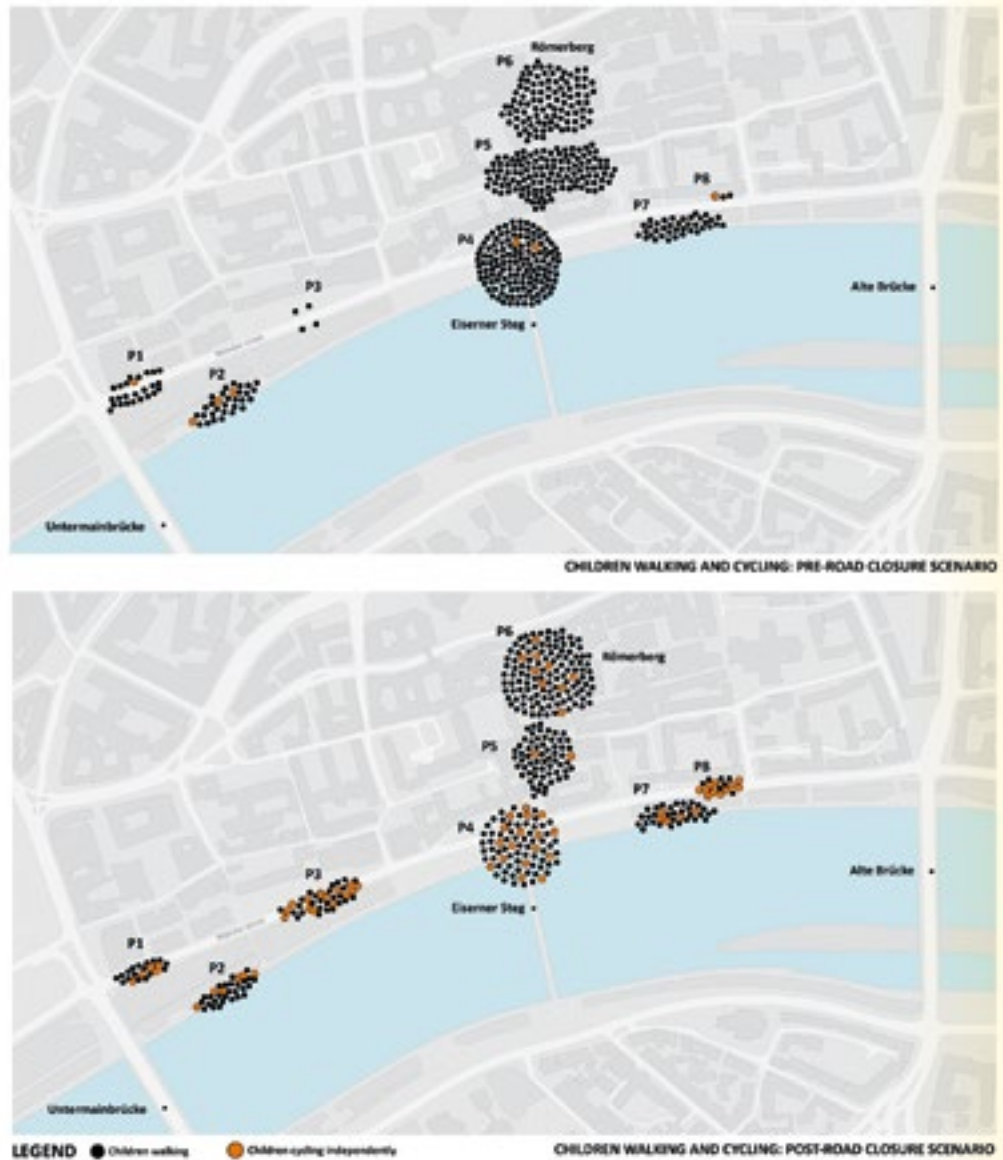 Römerberg
P6
P5
P8
P7
P4
P3
Alte Brücke
Eiserner Steg
P1
P2
Untermainbrücke
CHILDREN WALKING AND CYCLING: PRE-ROAD CLOSURE SCENARIO
P6
Römerberg
P5
P8
P7
P4
P3
Alte Brücke
Eiserner Steg
P1
P2
Untermainbrücke
LEGEND Children walking Children cycling independently
CHILDREN WALKING AND CYCLING: POST-ROAD CLOSURE SCENARIO